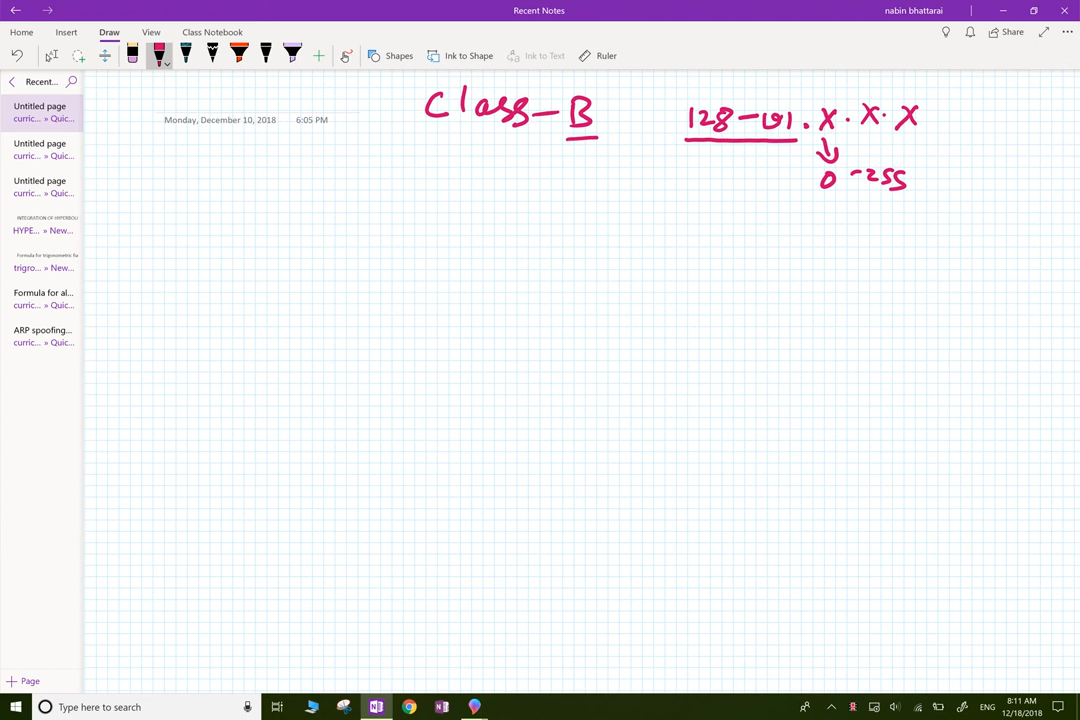 Recent Notes
nabin bhattarai
Home Insert Draw View Class Notebook
Share
Shapes Ink to Shape Ink to Text Ruler
Recent...
Untitled page
curric... » Quic...
Untitled page
curric... » Quic...
Untitled page
curric... » Quic...
INTEGRATION OF HYPERBOL
HYPE... » New...
Formula for trigonometric fu
trigro... » New...
Formula for al...
curric... » Quic...
ARP spoofing...
curric... » Quic...
Page
Monday, December 10, 2018 6:05 PM
Class-B
128-191.X.X.X
0-255
Type here to search
ENG
8:11 AM
12/18/2018